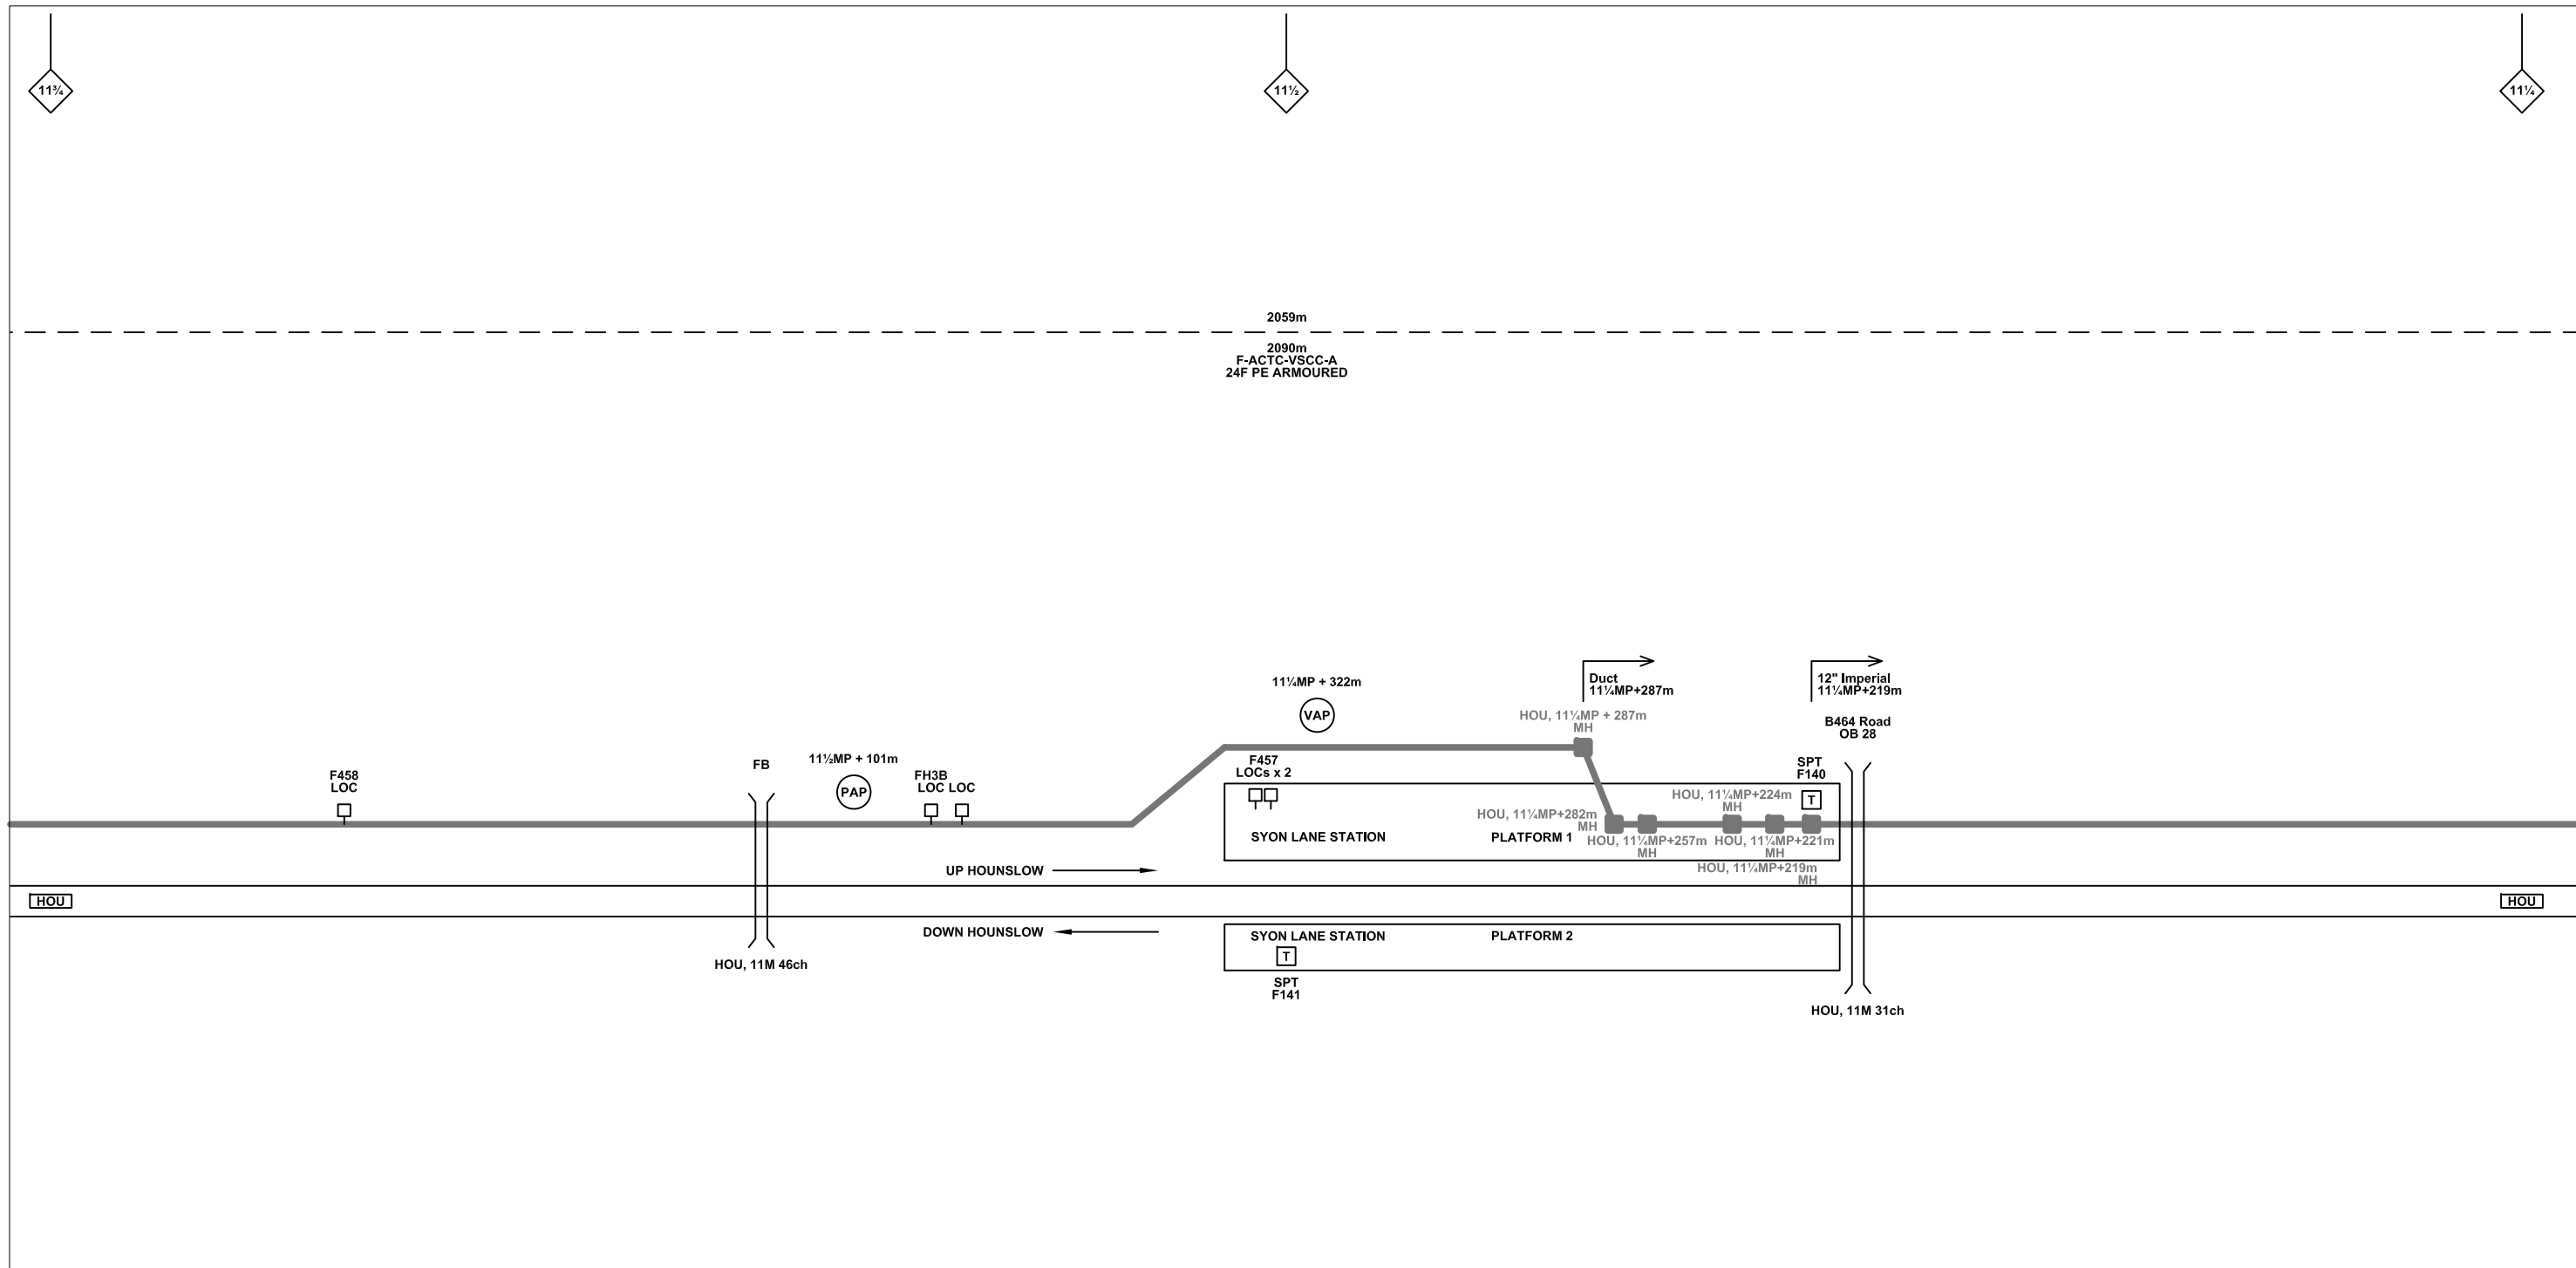 11¾
11½
11¼
2059m
2090m
F-ACTC-VSCC-A
24F PE ARMOURED
11¼MP + 322m
VAP
Duct
11¼MP+287m
12" Imperial
11¼MP+219m
HOU, 11¼MP + 287m
MH
B464 Road
OB 28
11½MP + 101m
PAP
FB
F458
LOC
FH3B
LOC LOC
F457
LOCs x 2
SPT
F140
T
HOU, 11¼MP+224m
MH
HOU, 11¼MP+282m
MH
SYON LANE STATION
PLATFORM 1
HOU, 11¼MP+257m
MH
HOU, 11¼MP+221m
MH
HOU, 11¼MP+219m
MH
UP HOUNSLOW
HOU
HOU
DOWN HOUNSLOW
SYON LANE STATION
PLATFORM 2
T
SPT
F141
HOU, 11M 46ch
HOU, 11M 31ch